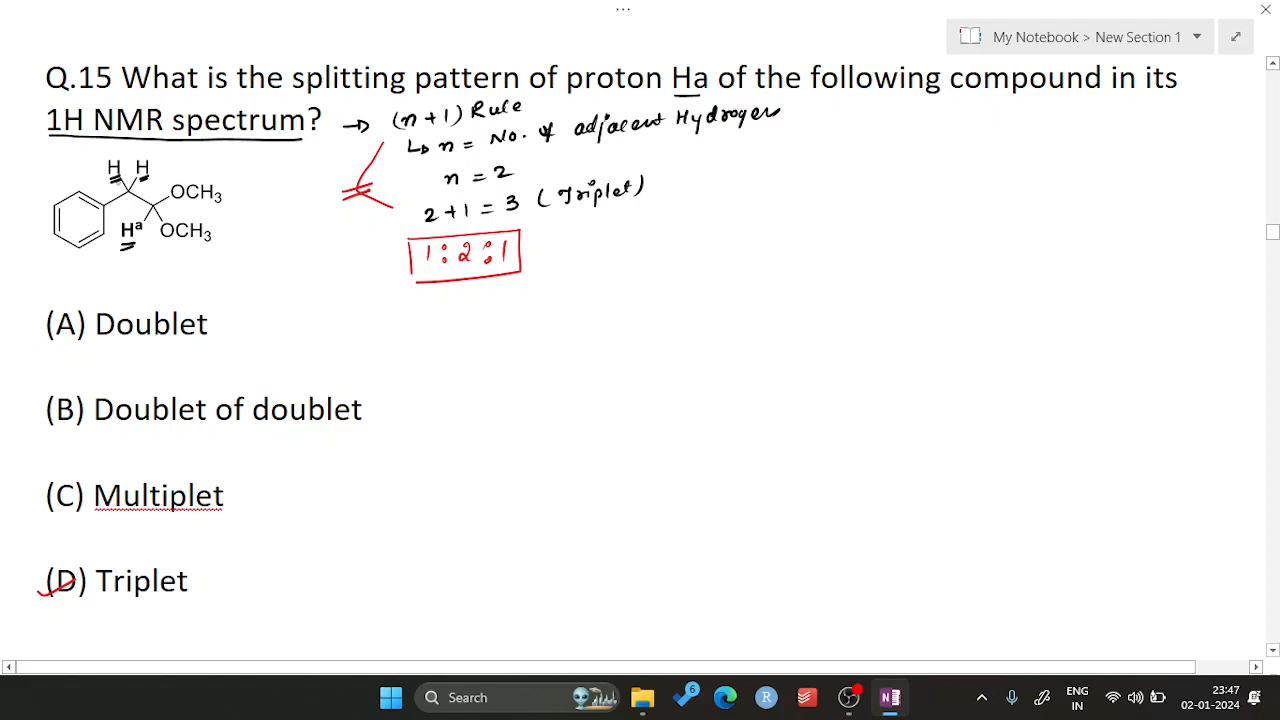 ...
My Notebook > New Section 1
Q.15 What is the splitting pattern of proton Ha of the following compound in its
1H NMR spectrum?
→ (n+1) Rule
↳ n = No. of adjacent Hydrogen
n = 2
2 + 1 = 3 (Triplet)
1 : 2 : 1
H H
OCH3
Hᵃ OCH3
(A) Doublet
(B) Doublet of doublet
(C) Multiplet
(D) Triplet
Search
6
R
N
ENG
IN
23:47
02-01-2024